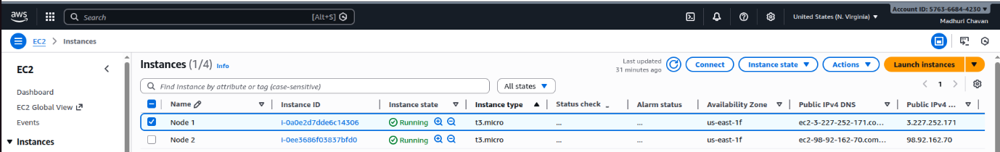 aws Search [Alt+S] United States (N. Virginia) Account ID: 5763-6684-4230
Madhuri Chavan
EC2 > Instances
EC2
Dashboard
EC2 Global View
Events
Instances
Instances (1/4) Info
Last updated
31 minutes ago
Connect Instance state Actions Launch instances
Find Instance by attribute or tag (case-sensitive) All states 1
Name Instance ID Instance state Instance type Status check Alarm status Availability Zone Public IPv4 DNS Public IPv4 ...
Node 1 i-0a0e2d7dde6c14306 Running t3.micro ... ... us-east-1f ec2-3-227-252-171.co... 3.227.252.171
Node 2 i-0ee3686f03837bfd0 Running t3.micro ... ... us-east-1f ec2-98-92-162-70.com... 98.92.162.70